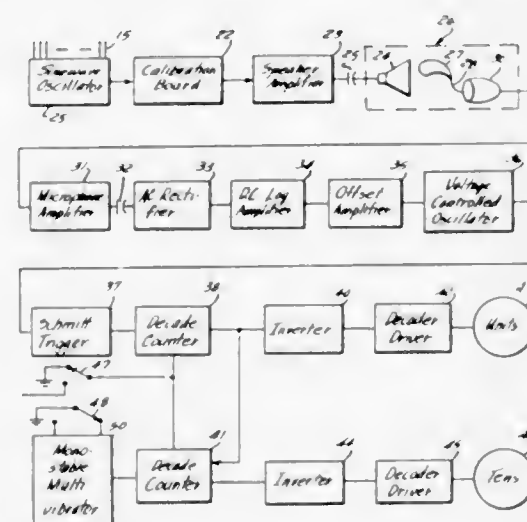 15
22
23
26
Sinewave Oscillator
Calibration Board
Speaker Amplifier
25
27
31
32
33
34
35
Microphone Amplifier
AC Rectifier
DC Log Amplifier
Offset Amplifier
Voltage Controlled Oscillator
37
38
40
Schmitt Trigger
Decade Counter
Inverter
Decoder Driver
Units
47
48
50
41
44
45
Mono-stable Multi vibrator
Decade Counter
Inverter
Decoder Driver
Tens